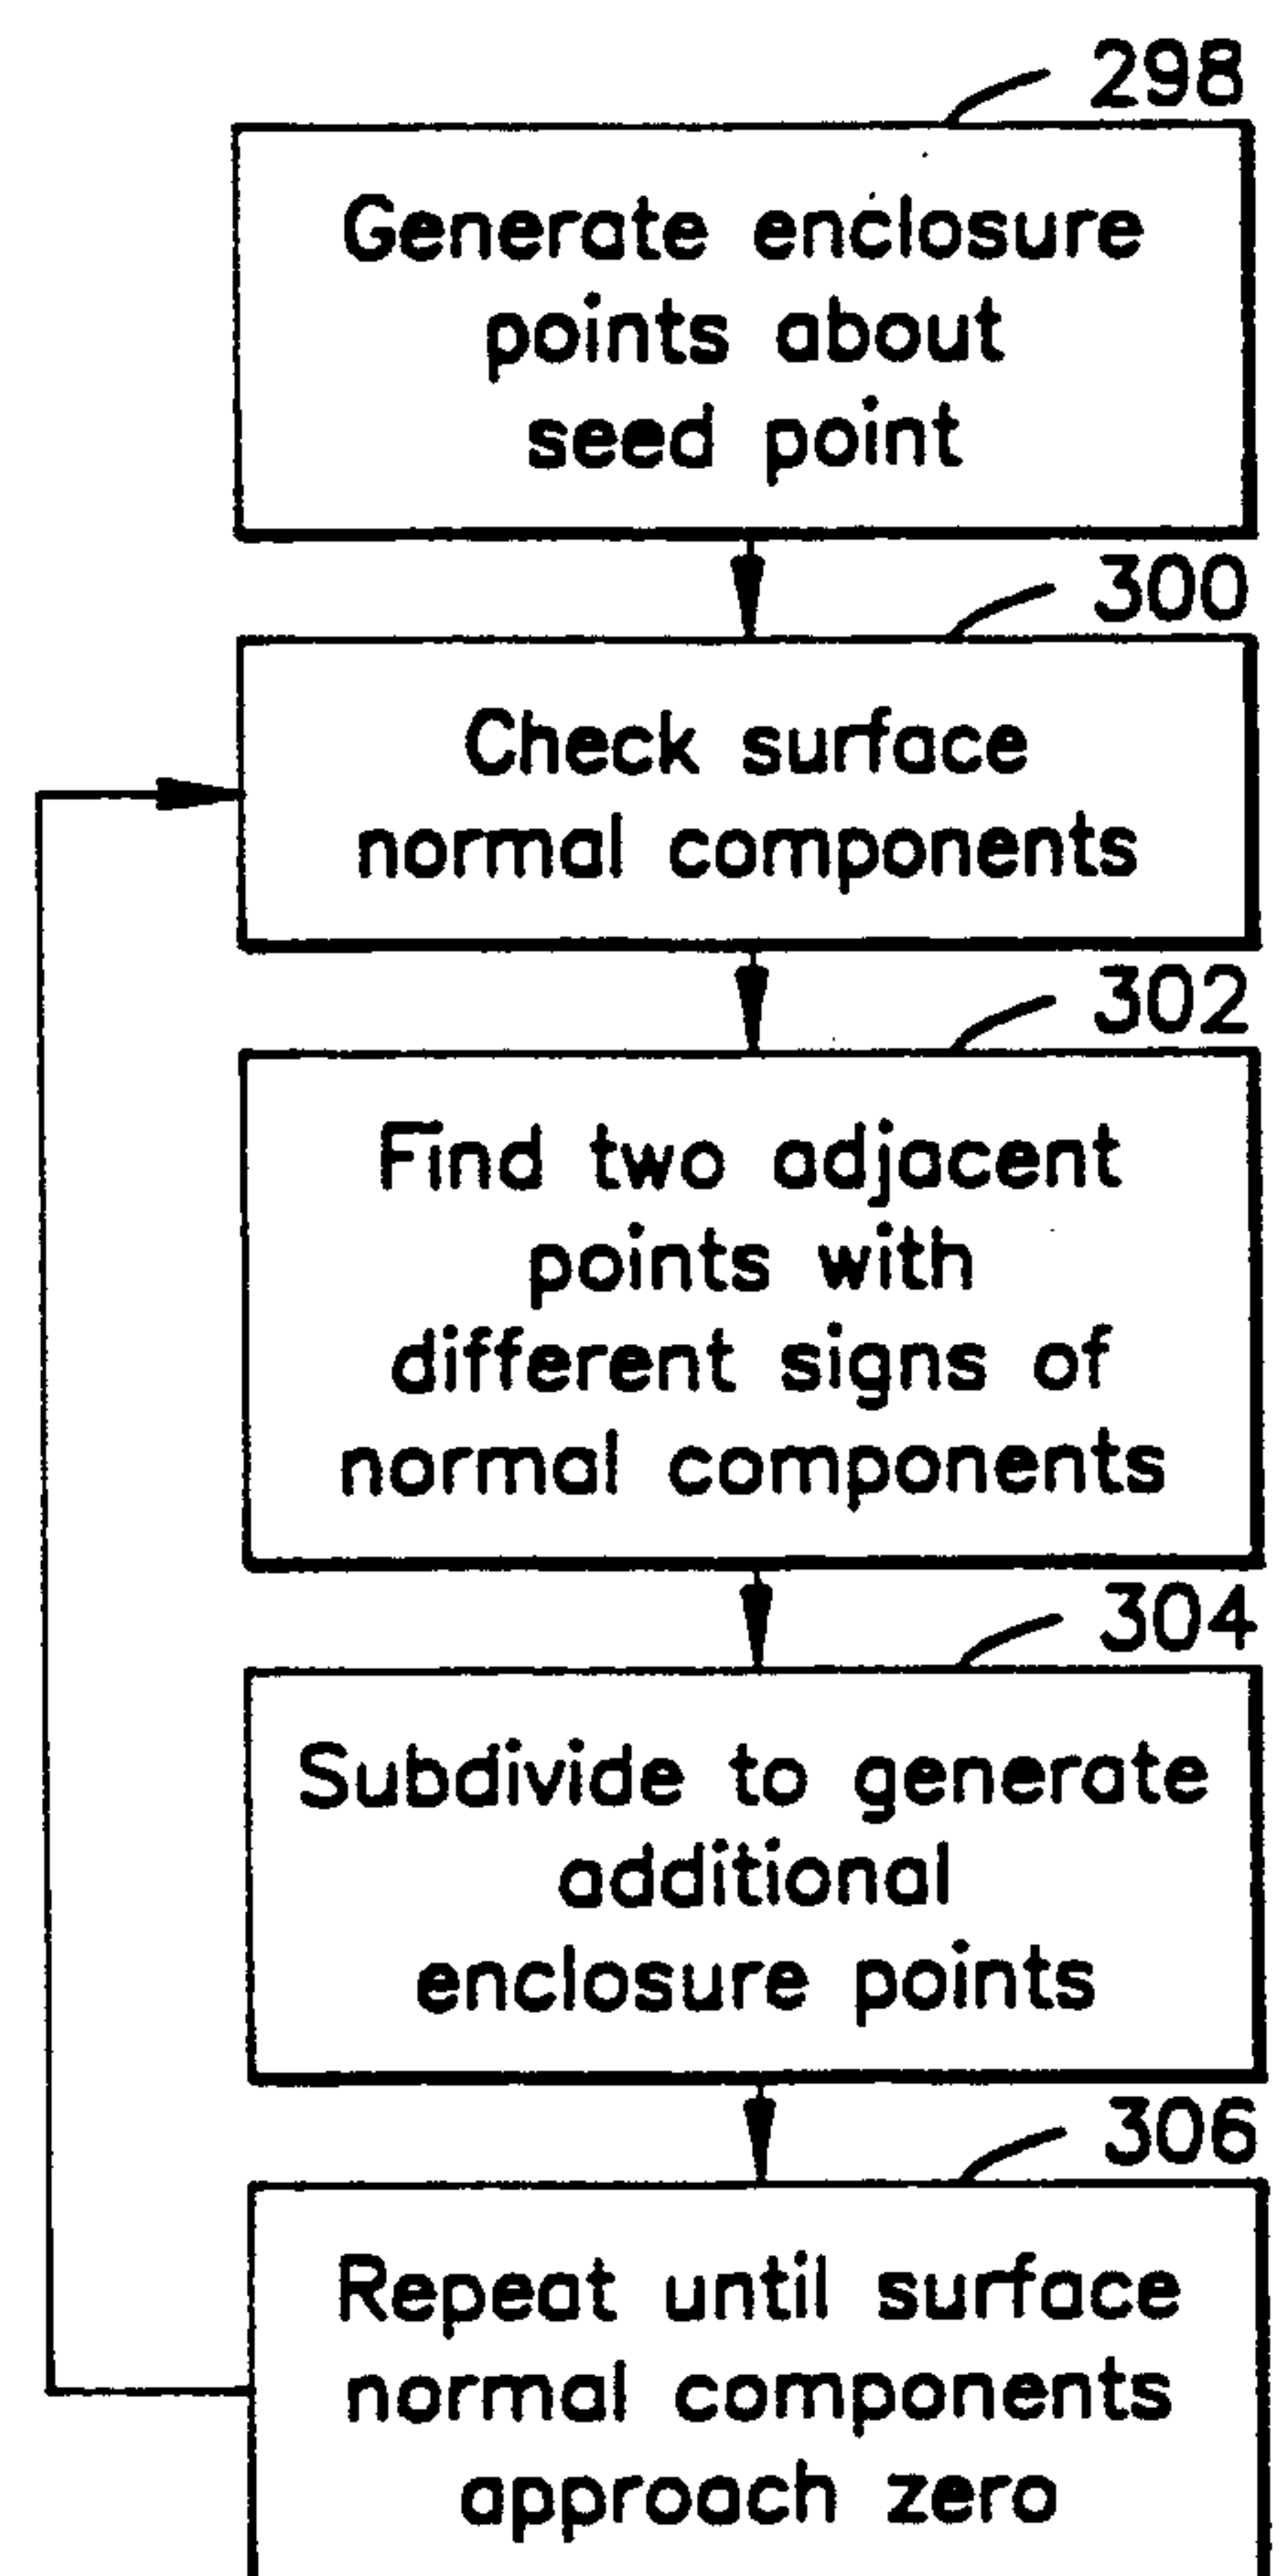 298
Generate enclosure
points about
seed point
300
Check surface
normal components
302
Find two adjacent
points with
different signs of
normal components
304
Subdivide to generate
additional
enclosure points
306
Repeat until surface
normal components
approach zero